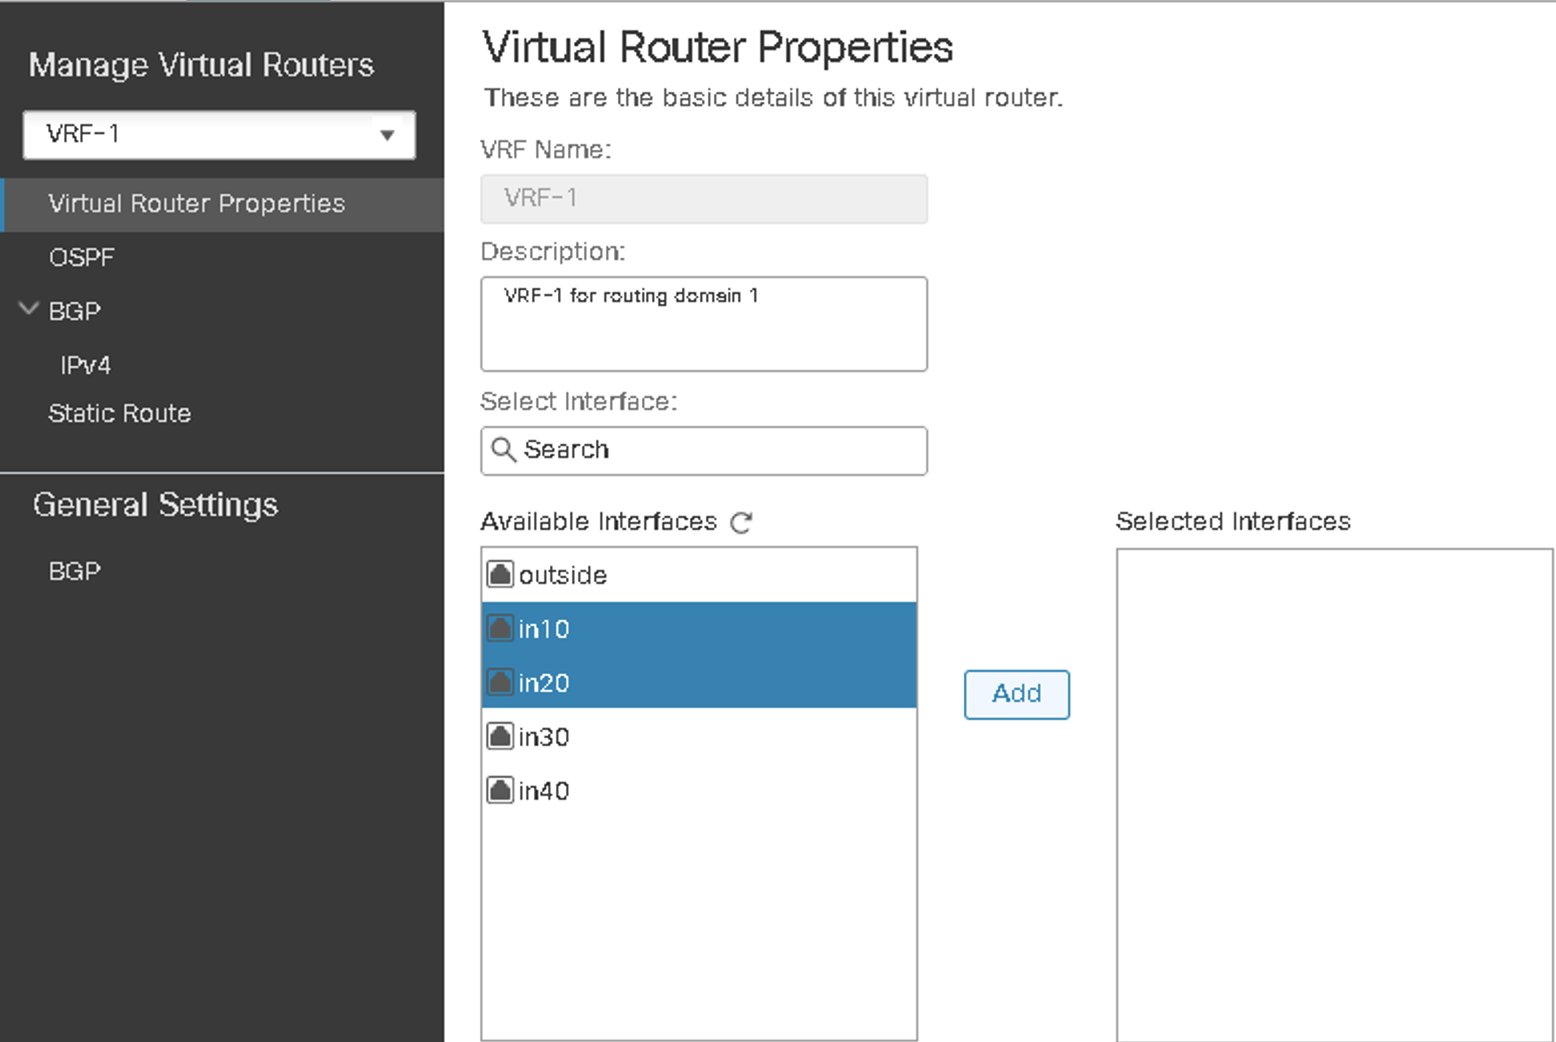 Manage Virtual Routers
VRF-1
Virtual Router Properties
OSPF
BGP
IPv4
Static Route
General Settings
BGP
Virtual Router Properties
These are the basic details of this virtual router.
VRF Name:
VRF-1
Description:
VRF-1 for routing domain 1
Select Interface:
Search
Available Interfaces
outside
in10
in20
in30
in40
Add
Selected Interfaces